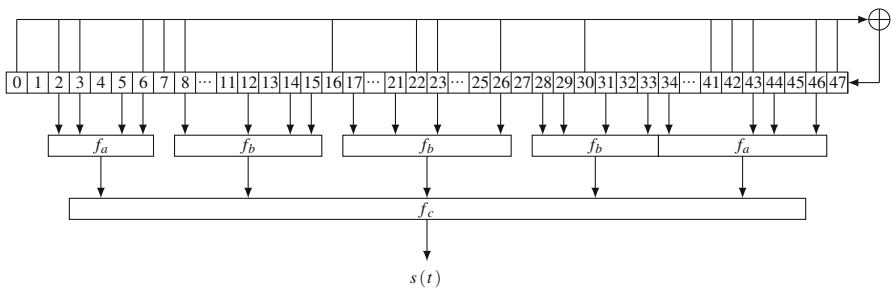 0 1 2 3 4 5 6 7 8 ··· 11 12 13 14 15 16 17 ··· 21 22 23 ··· 25 26 27 28 29 30 31 32 33 34 ··· 41 42 43 44 45 46 47
f_a f_b f_b f_b f_a
f_c
s(t)